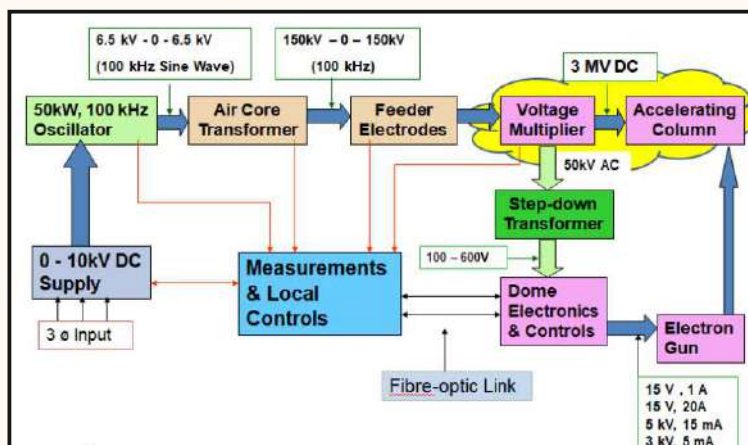 6.5 kV - 0 - 6.5 kV
(100 kHz Sine Wave)
150kV – 0 – 150kV
(100 kHz)
3 MV DC
50kW, 100 kHz
Oscillator
Air Core
Transformer
Feeder
Electrodes
Voltage
Multiplier
Accelerating
Column
50kV AC
Step-down
Transformer
100 – 600V
0 - 10kV DC
Supply
Measurements
& Local
Controls
Dome
Electronics
& Controls
Electron
Gun
3 ø Input
Fibre-optic Link
15 V , 1 A
15 V, 20A
5 kV, 15 mA
3 kV, 5 mA